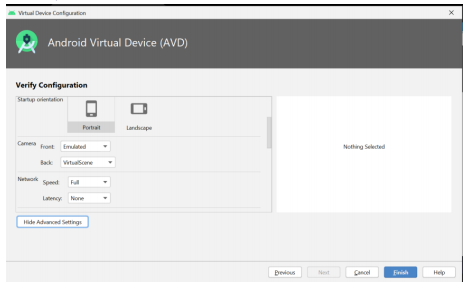 Virtual Device Configuration
Android Virtual Device (AVD)
Verify Configuration
Startup orientation
Portrait
Landscape
Camera Front: Emulated
Back: VirtualScene
Nothing Selected
Network Speed: Full
Latency: None
Hide Advanced Settings
Previous Next Cancel Finish Help